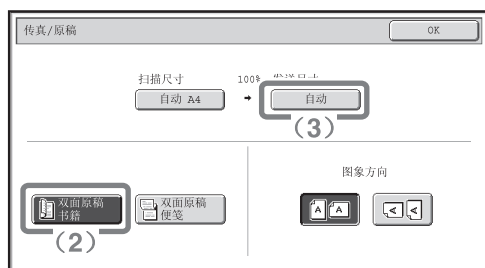 传真/原稿
OK
扫描尺寸
100%
自动 A4
自动
(3)
双面原稿
书籍
双面原稿
便笺
(2)
图象方向
A A
A A